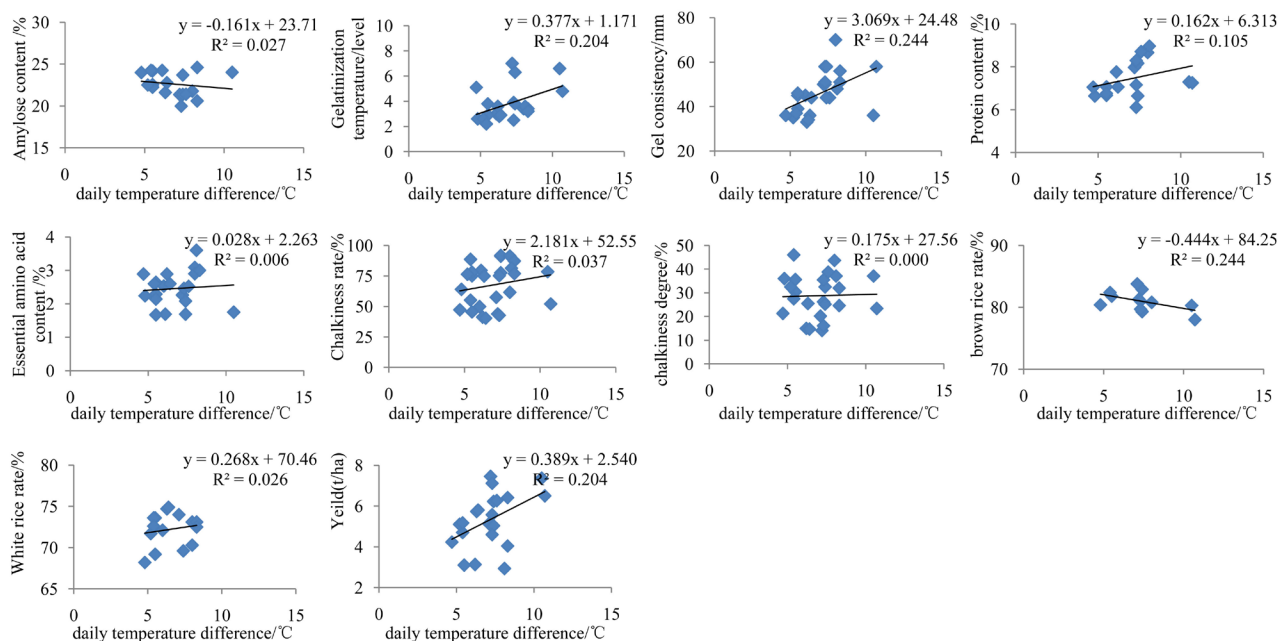 y = -0.161x + 23.71
R² = 0.027
Amylose content /%
30
25
20
15
0 5 10 15
daily temperature difference/℃
y = 0.377x + 1.171
R² = 0.204
Gelatinization
temperature/level
8
6
4
2
0
0 5 10 15
daily temperature difference/℃
y = 3.069x + 24.48
R² = 0.244
Gel consistency/mm
80
60
40
20
0 5 10 15
daily temperature difference/℃
y = 0.162x + 6.313
R² = 0.105
Protein content /%
10
8
6
4
0 5 10 15
daily temperature difference/℃
y = 0.028x + 2.263
R² = 0.006
Essential amino acid
content /%
4
3
2
1
0
0 5 10 15
daily temperature difference/℃
y = 2.181x + 52.55
R² = 0.037
Chalkiness rate/%
100
75
50
25
0
0 5 10 15
daily temperature difference/℃
y = 0.175x + 27.56
R² = 0.000
chalkiness degree/%
50
40
30
20
10
0
0 5 10 15
daily temperature difference/℃
y = -0.444x + 84.25
R² = 0.244
brown rice rate/%
90
80
70
0 5 10 15
daily temperature difference/℃
y = 0.268x + 70.46
R² = 0.026
White rice rate/%
80
75
70
65
0 5 10 15
daily temperature difference/℃
y = 0.389x + 2.540
R² = 0.204
Yeild(t/ha)
8
6
4
2
0 5 10 15
daily temperature difference/℃